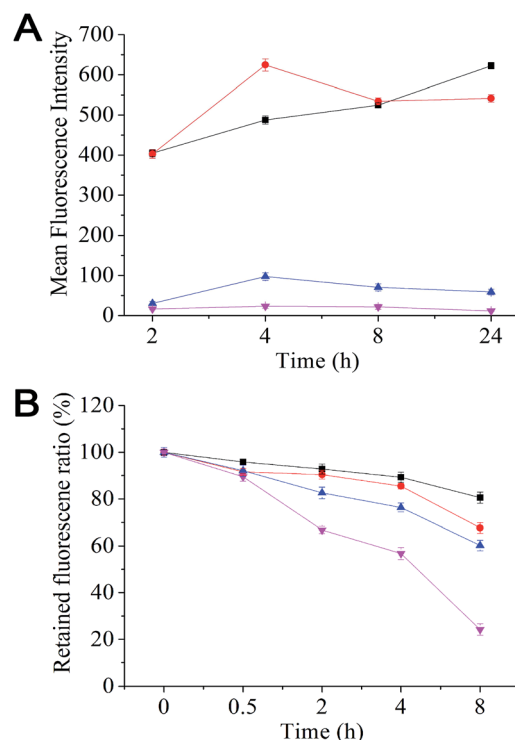 A
Mean Fluorescence Intensity
700
600
500
400
300
200
100
0
2 4 8 24
Time (h)
B
Retained fluorescene ratio (%)
120
100
80
60
40
20
0
0 0.5 2 4 8
Time (h)